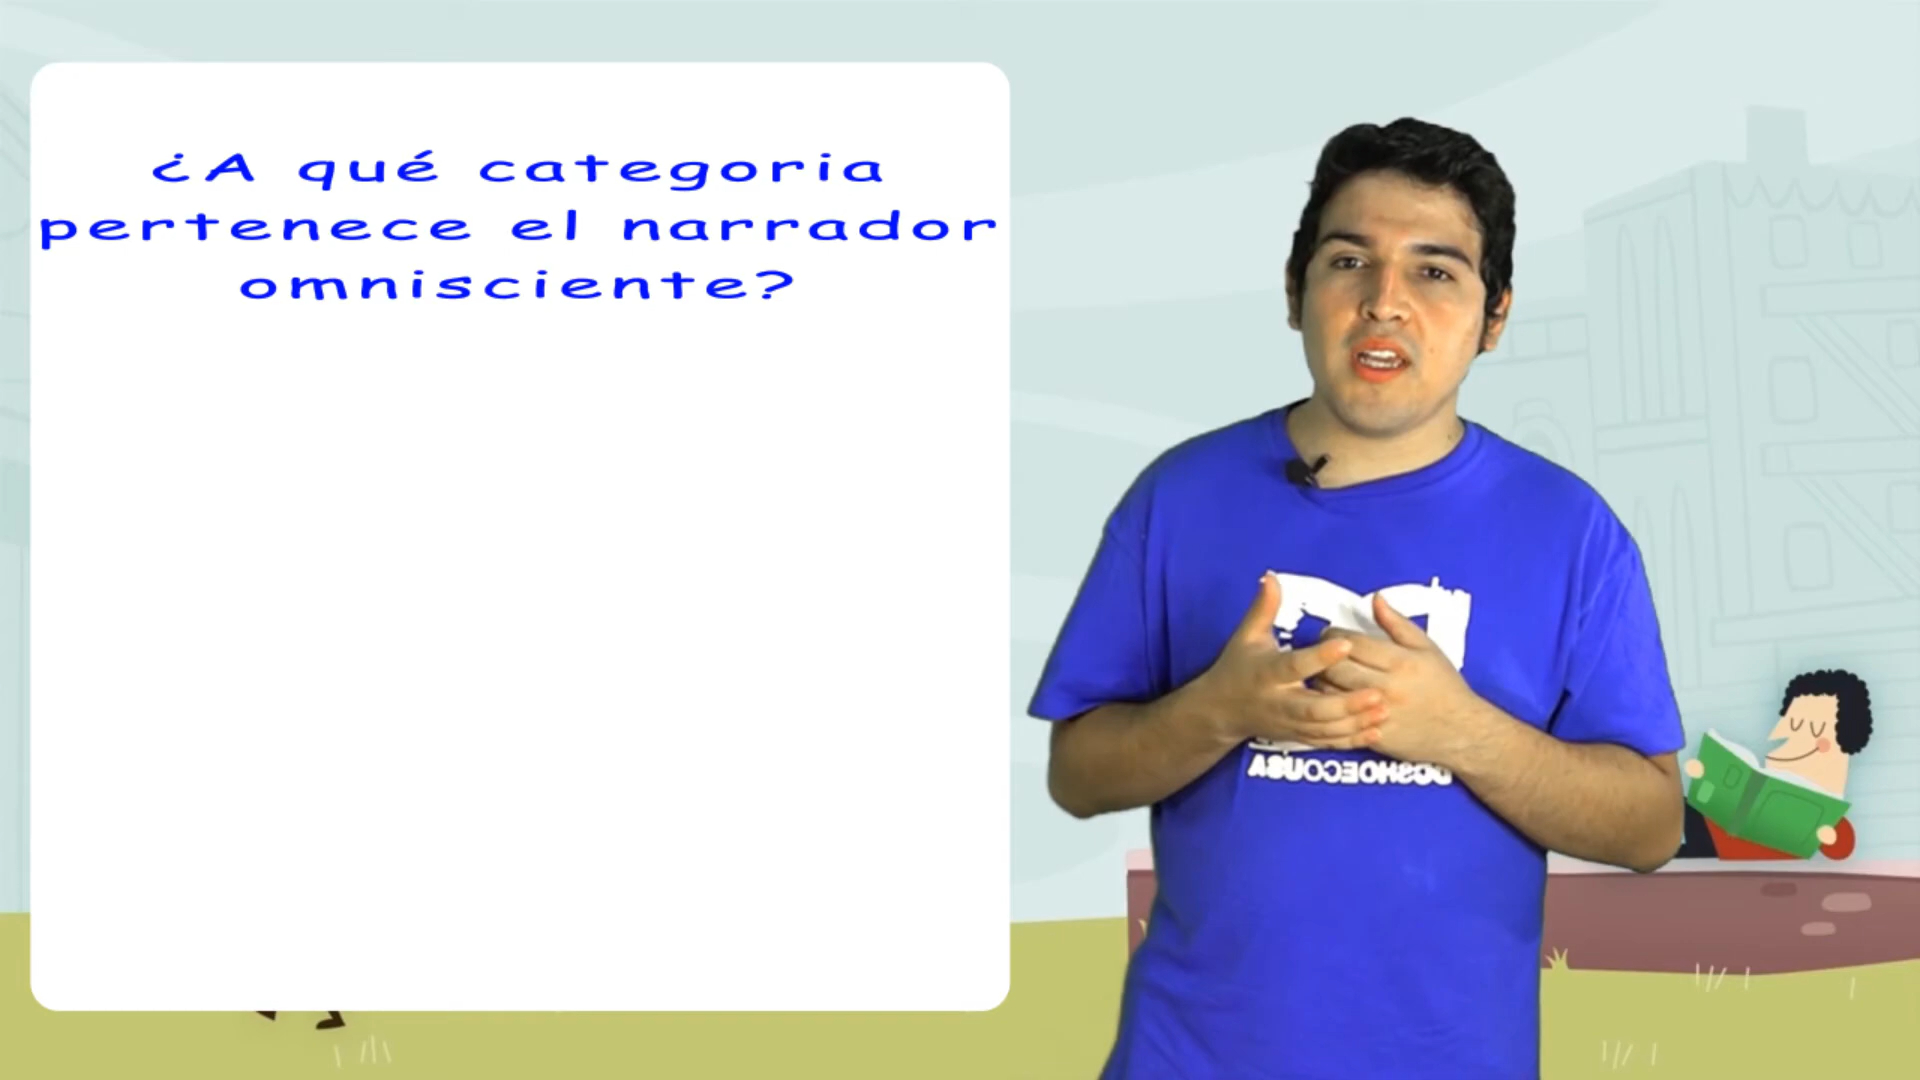 ¿A qué categoria
pertenece el narrador
omnisciente?